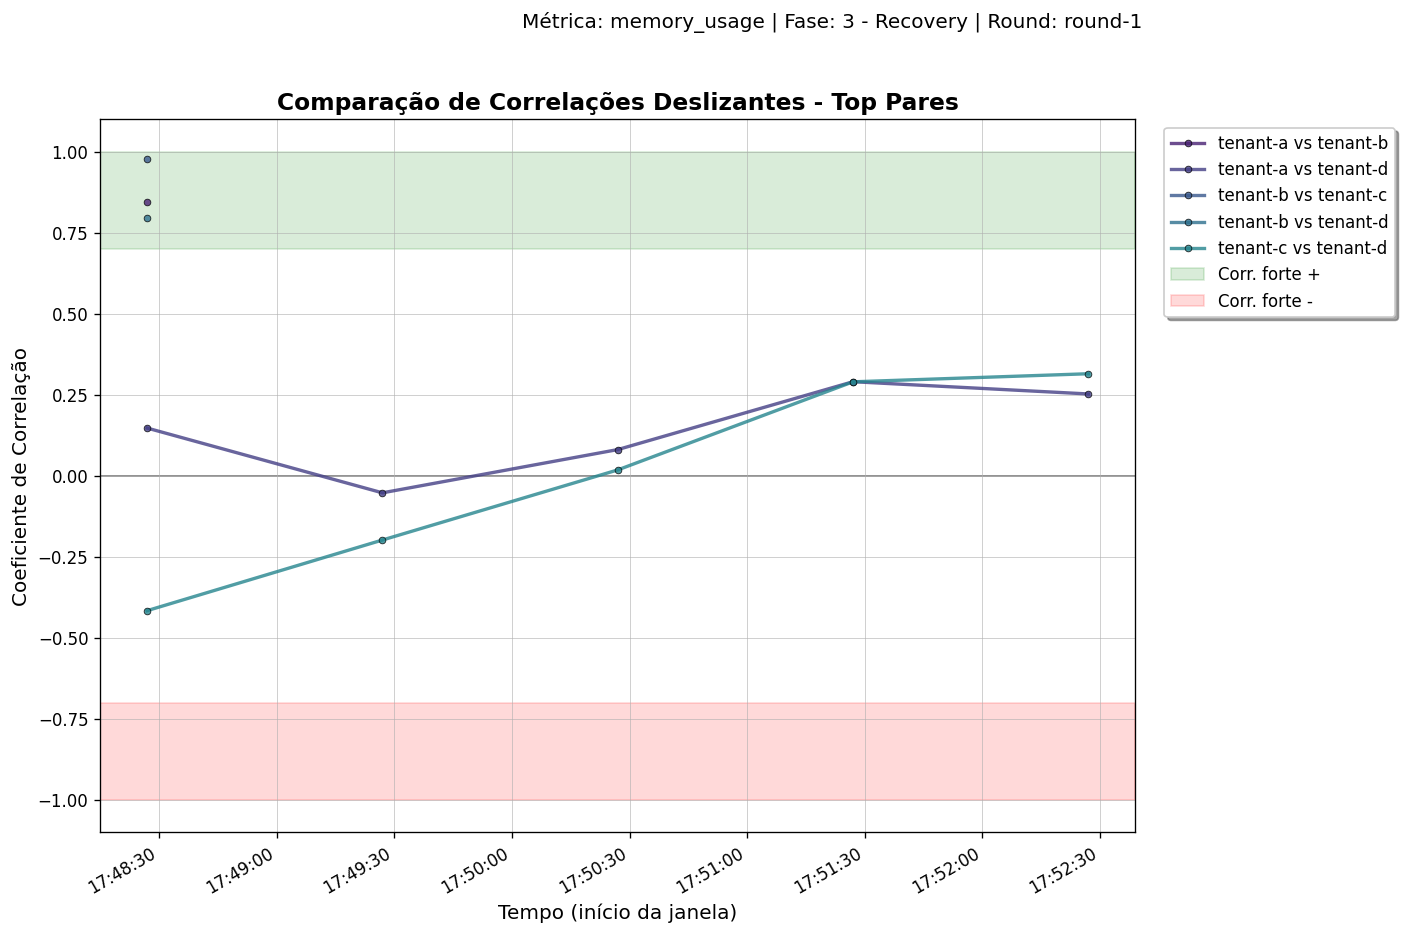 Métrica: memory_usage | Fase: 3 - Recovery | Round: round-1
Comparação de Correlações Deslizantes - Top Pares
tenant-a vs tenant-b
tenant-a vs tenant-d
tenant-b vs tenant-c
tenant-b vs tenant-d
tenant-c vs tenant-d
Corr. forte +
Corr. forte -
Coeficiente de Correlação
1.00
0.75
0.50
0.25
0.00
−0.25
−0.50
−0.75
−1.00
17:48:30
17:49:00
17:49:30
17:50:00
17:50:30
17:51:00
17:51:30
17:52:00
17:52:30
Tempo (início da janela)